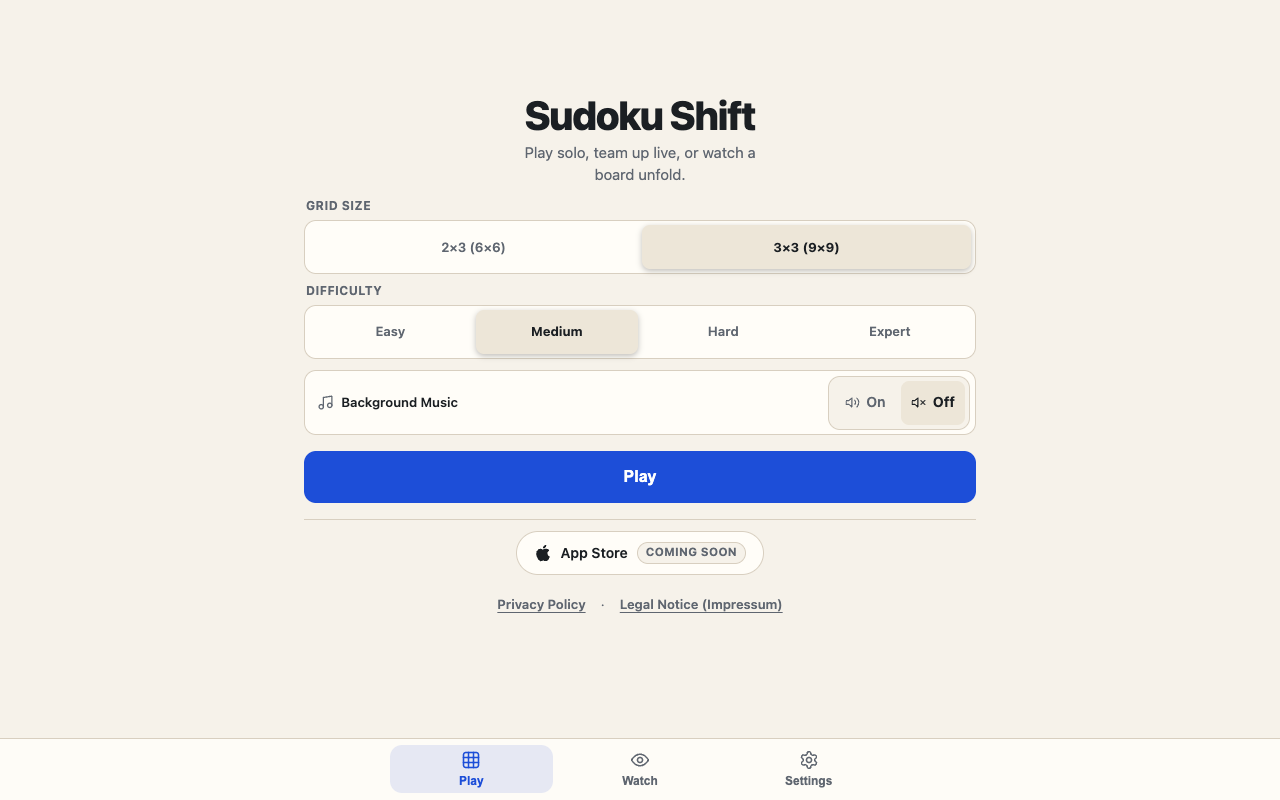 Sudoku Shift
Play solo, team up live, or watch a
board unfold.
GRID SIZE
2×3 (6×6)
3×3 (9×9)
DIFFICULTY
Easy
Medium
Hard
Expert
Background Music
On
Off
Play
App Store
COMING SOON
Privacy Policy · Legal Notice (Impressum)
Play
Watch
Settings